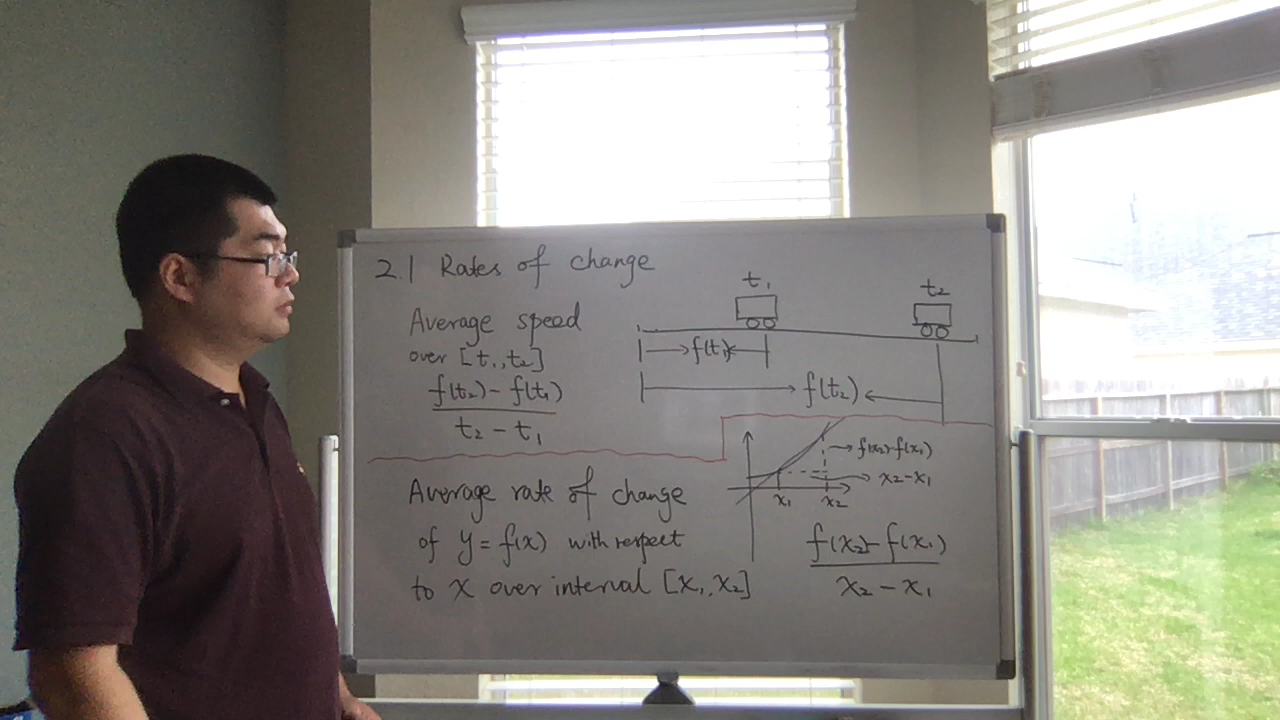 2.1 Rates of change
Average speed
over [t₁, t₂]
f(t₂) - f(t₁)
t₂ - t₁
t₁
t₂
f(t₁)
f(t₂)
f(x₂)-f(x₁)
x₂-x₁
x₁
x₂
Average rate of change
of y = f(x) with respect
to x over interval [x₁, x₂]
f(x₂)-f(x₁)
x₂ - x₁